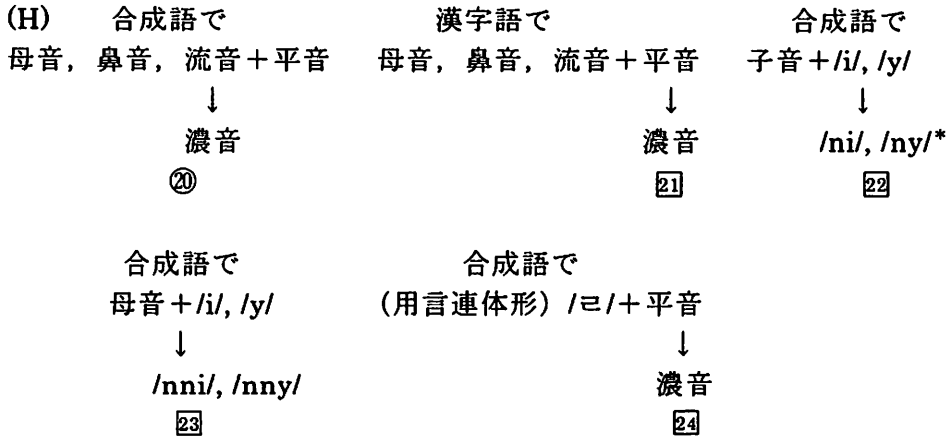 (H) 合成語で 漢字語で 合成語で
母音，鼻音，流音＋平音 母音，鼻音，流音＋平音 子音＋/i/, /y/
↓ ↓ ↓
濃音 濃音 /ni/, /ny/*
⑳ 21 22
合成語で 合成語で
母音＋/i/, /y/ （用言連体形）/ㄹ/＋平音
↓ ↓
/nni/, /nny/ 濃音
23 24